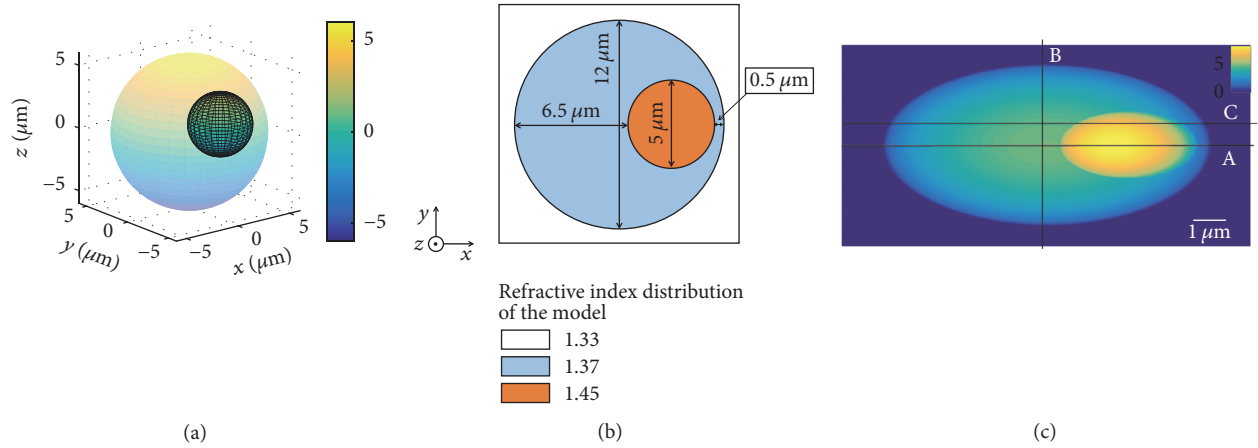 5
0
−5
z (μm)
5
0
−5
y (μm)
−5
0
5
x (μm)
5
0
−5
(a)
y
z
x
12 μm
6.5 μm
5 μm
0.5 μm
Refractive index distribution
of the model
1.33
1.37
1.45
(b)
B
5
0
C
A
1 μm
(c)